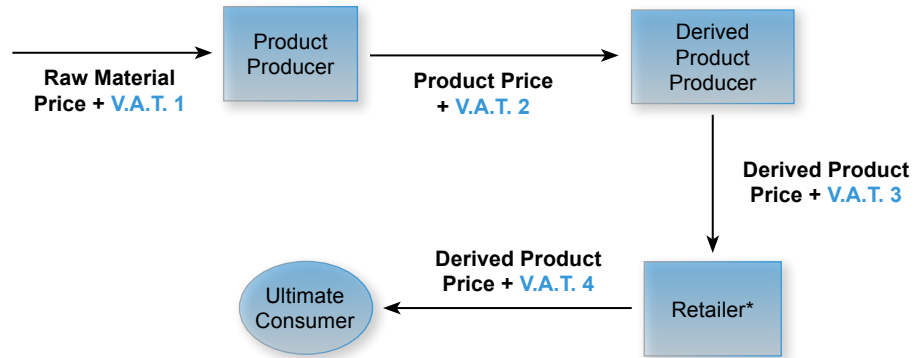 Product
Producer
Derived
Product
Producer
Raw Material
Price + V.A.T. 1
Product Price
+ V.A.T. 2
Derived Product
Price + V.A.T. 3
Derived Product
Price + V.A.T. 4
Ultimate
Consumer
Retailer*